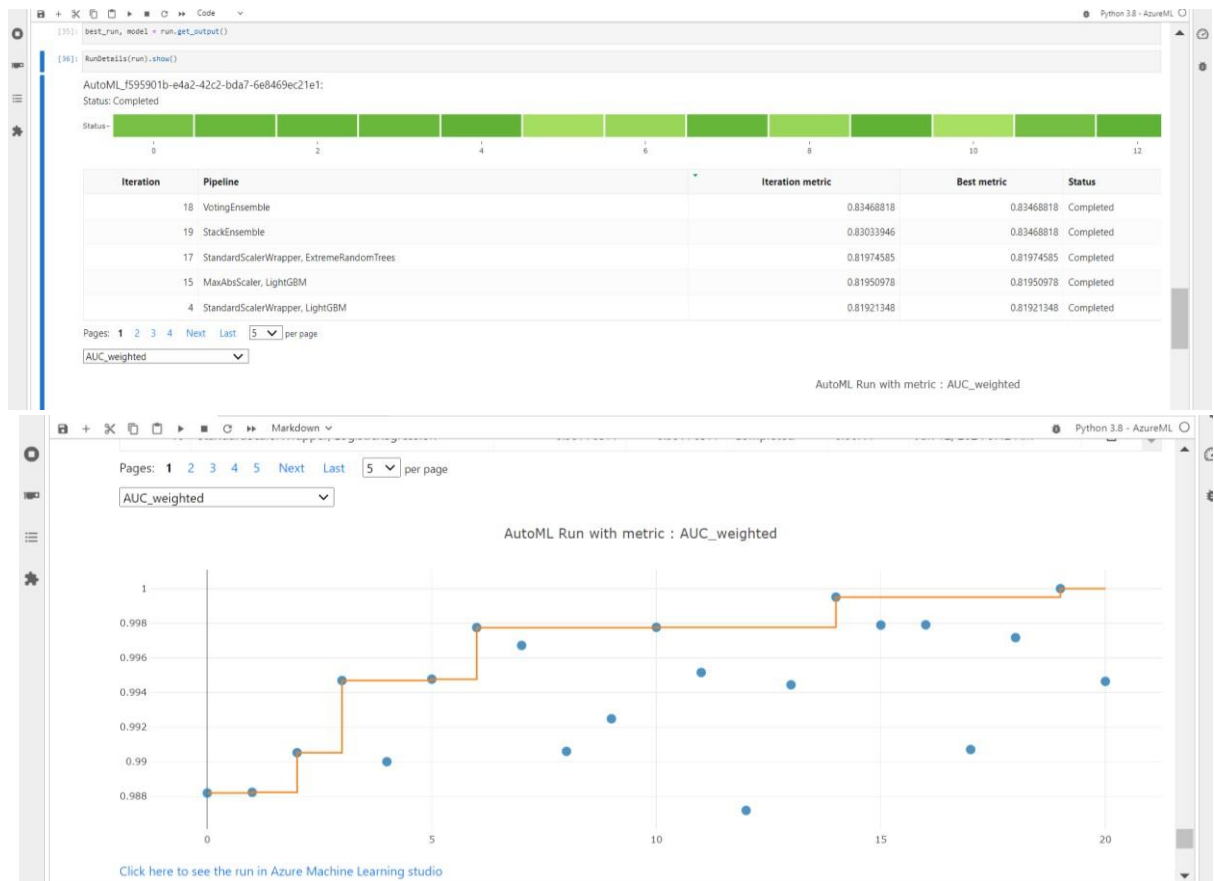 Code
Python 3.8 - AzureML
[35]: best_run, model = run.get_output()
[36]: RunDetails(run).show()
AutoML_f595901b-e4a2-42c2-bda7-6e8469ec21e1:
Status: Completed
Status-
0 2 4 6 8 10 12
Iteration Pipeline Iteration metric Best metric Status
18 VotingEnsemble 0.83468818 0.83468818 Completed
19 StackEnsemble 0.83033946 0.83468818 Completed
17 StandardScalerWrapper, ExtremeRandomTrees 0.81974585 0.81974585 Completed
15 MaxAbsScaler, LightGBM 0.81950978 0.81950978 Completed
4 StandardScalerWrapper, LightGBM 0.81921348 0.81921348 Completed
Pages: 1 2 3 4 Next Last 5 per page
AUC_weighted
AutoML Run with metric : AUC_weighted
Markdown
Python 3.8 - AzureML
Pages: 1 2 3 4 5 Next Last 5 per page
AUC_weighted
AutoML Run with metric : AUC_weighted
1
0.998
0.996
0.994
0.992
0.99
0.988
0 5 10 15 20
Click here to see the run in Azure Machine Learning studio